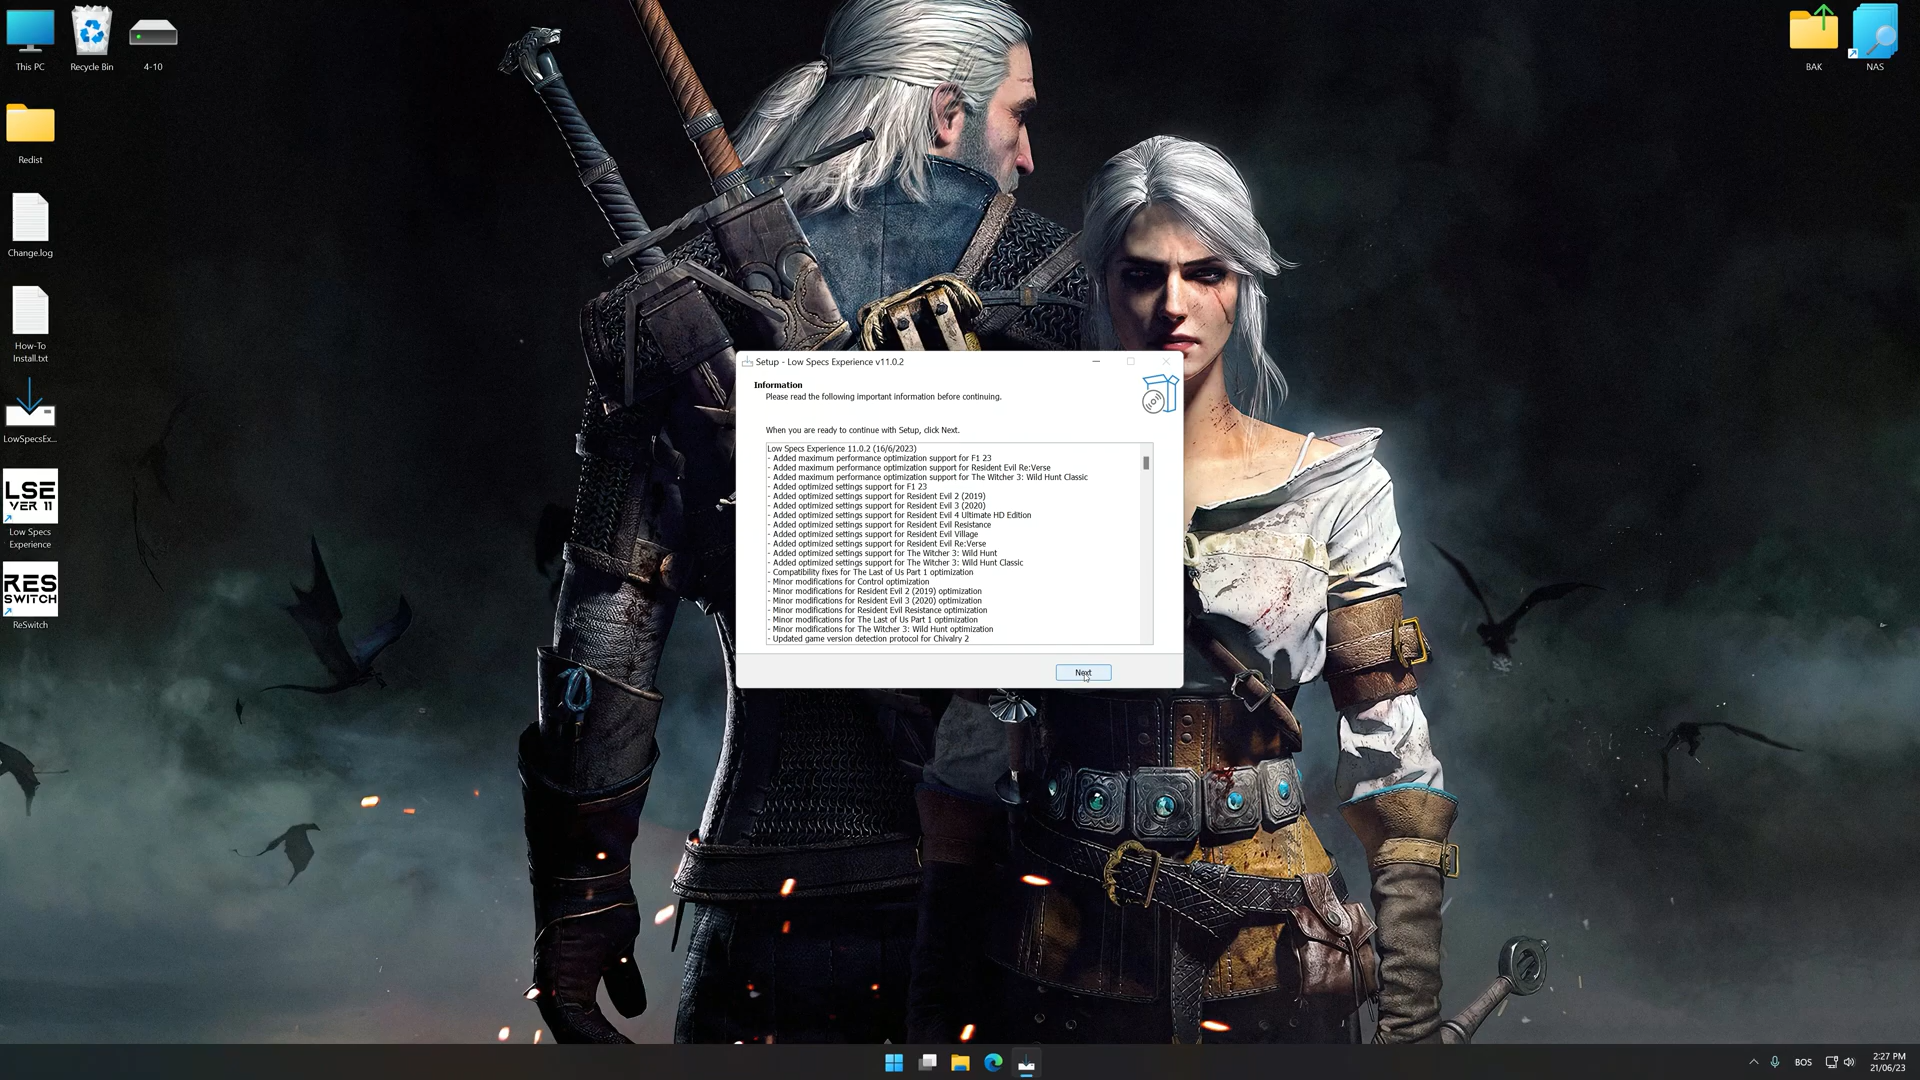 This PC
Recycle Bin
4-10
BAK
NAS
Redist
Change.log
How-To
Install.txt
LowSpecsEx...
LSE
VER 11
Low Specs
Experience
RES
SWITCH
ReSwitch
Setup - Low Specs Experience v11.0.2
Information
Please read the following important information before continuing.
When you are ready to continue with Setup, click Next.
Low Specs Experience 11.0.2 (16/6/2023)
- Added maximum performance optimization support for F1 23
- Added maximum performance optimization support for Resident Evil Re:Verse
- Added maximum performance optimization support for The Witcher 3: Wild Hunt Classic
- Added optimized settings support for F1 23
- Added optimized settings support for Resident Evil 2 (2019)
- Added optimized settings support for Resident Evil 3 (2020)
- Added optimized settings support for Resident Evil 4 Ultimate HD Edition
- Added optimized settings support for Resident Evil Resistance
- Added optimized settings support for Resident Evil Village
- Added optimized settings support for Resident Evil Re:Verse
- Added optimized settings support for The Witcher 3: Wild Hunt
- Added optimized settings support for The Witcher 3: Wild Hunt Classic
- Compatibility fixes for The Last of Us Part 1 optimization
- Minor modifications for Control optimization
- Minor modifications for Resident Evil 2 (2019) optimization
- Minor modifications for Resident Evil 3 (2020) optimization
- Minor modifications for Resident Evil Resistance optimization
- Minor modifications for The Last of Us Part 1 optimization
- Minor modifications for The Witcher 3: Wild Hunt optimization
- Updated game version detection protocol for Chivalry 2
Next
BOS
2:27 PM
21/06/23